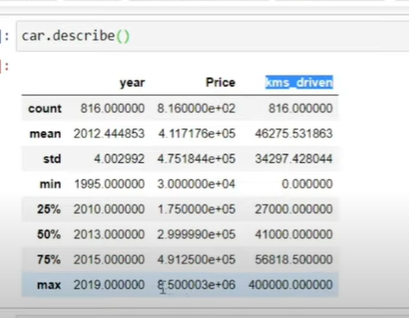 ]: car.describe()
]:
year Price kms_driven
count 816.000000 8.160000e+02 816.000000
mean 2012.444853 4.117176e+05 46275.531863
std 4.002992 4.751844e+05 34297.428044
min 1995.000000 3.000000e+04 0.000000
25% 2010.000000 1.750000e+05 27000.000000
50% 2013.000000 2.999990e+05 41000.000000
75% 2015.000000 4.912500e+05 56818.500000
max 2019.000000 8.500003e+06 400000.000000